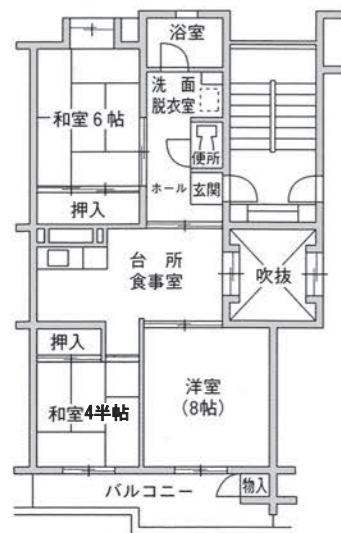 浴室
洗面
脱衣室
和室6帖
便所
ホール
玄関
押入
台所
食事室
吹抜
押入
洋室
(8帖)
和室4半帖
物入
バルコニー